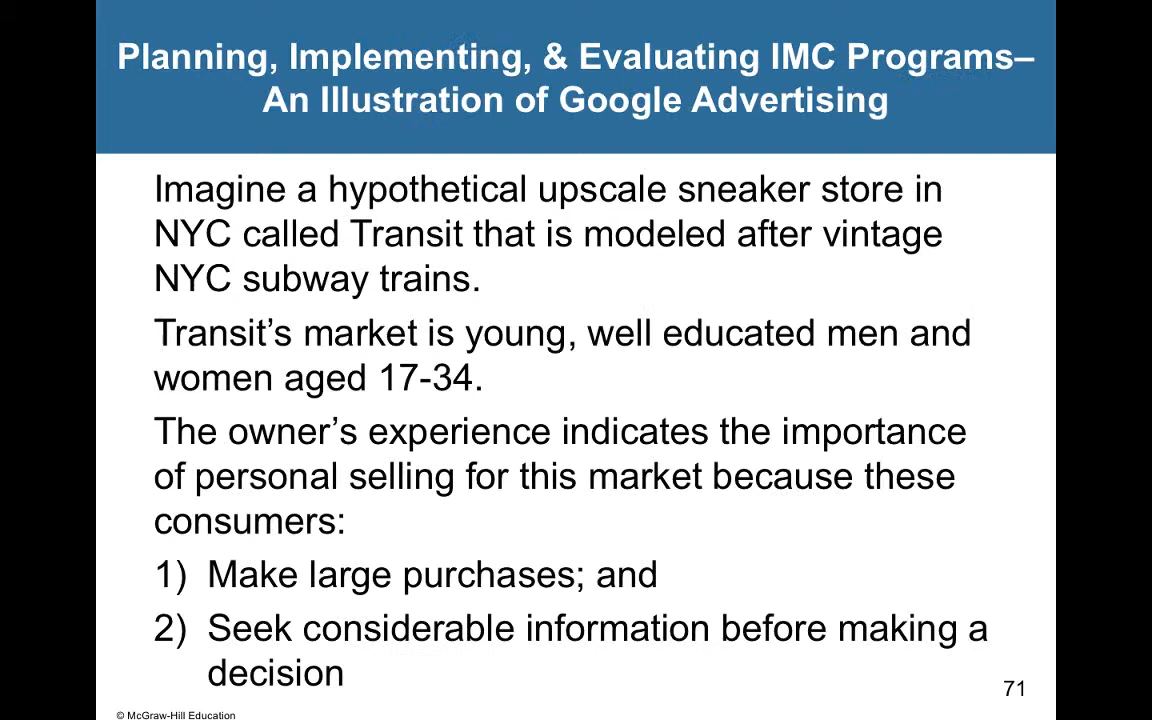 Planning, Implementing, & Evaluating IMC Programs–
An Illustration of Google Advertising
Imagine a hypothetical upscale sneaker store in
NYC called Transit that is modeled after vintage
NYC subway trains.
Transit’s market is young, well educated men and
women aged 17-34.
The owner’s experience indicates the importance
of personal selling for this market because these
consumers:
1) Make large purchases; and
2) Seek considerable information before making a
decision
71
© McGraw-Hill Education